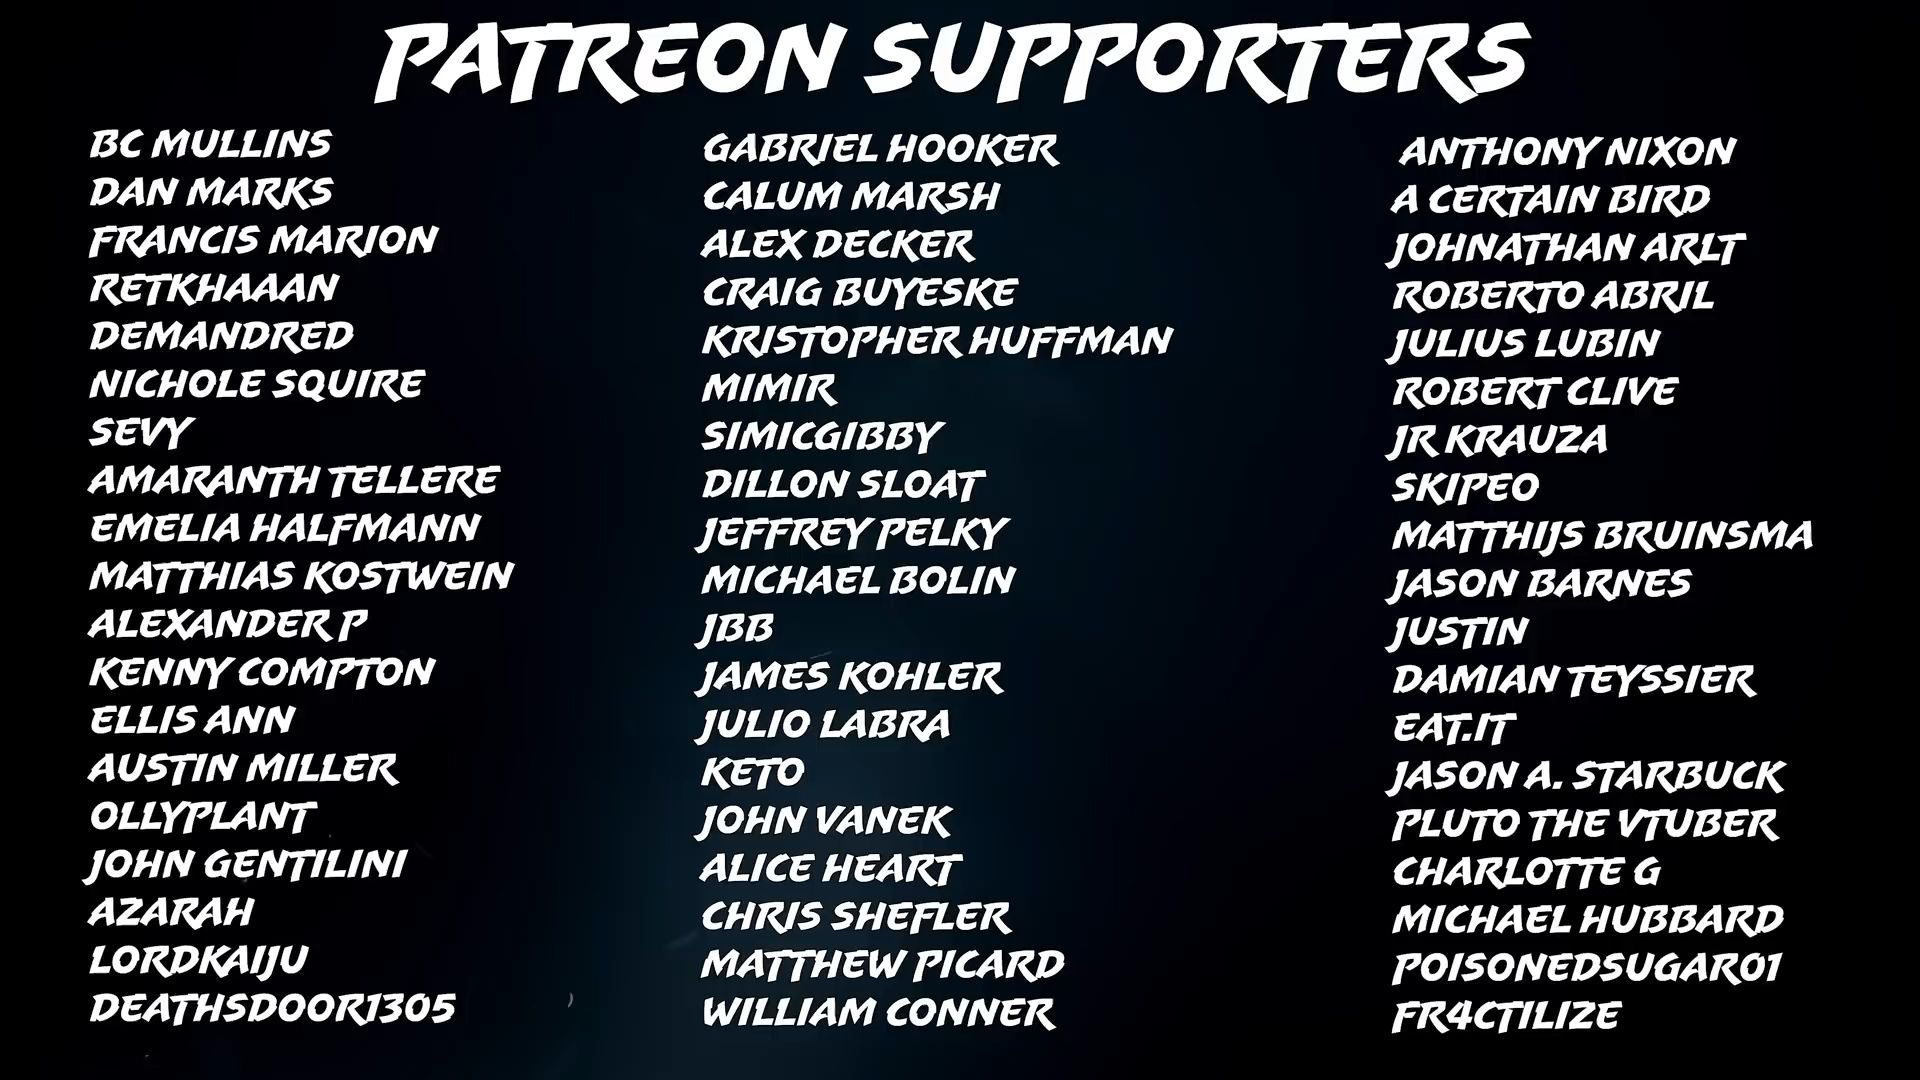 PATREON SUPPORTERS
BC MULLINS
DAN MARKS
FRANCIS MARION
RETKHAAAN
DEMANDRED
NICHOLE SQUIRE
SEVY
AMARANTH TELLERE
EMELIA HALFMANN
MATTHIAS KOSTWEIN
ALEXANDER P
KENNY COMPTON
ELLIS ANN
AUSTIN MILLER
OLLYPLANT
JOHN GENTILINI
AZARAH
LORDKAIJU
DEATHSDOOR1305
GABRIEL HOOKER
CALUM MARSH
ALEX DECKER
CRAIG BUYESKE
KRISTOPHER HUFFMAN
MIMIR
SIMICGIBBY
DILLON SLOAT
JEFFREY PELKY
MICHAEL BOLIN
JBB
JAMES KOHLER
JULIO LABRA
KETO
JOHN VANEK
ALICE HEART
CHRIS SHEFLER
MATTHEW PICARD
WILLIAM CONNER
ANTHONY NIXON
A CERTAIN BIRD
JOHNATHAN ARLT
ROBERTO ABRIL
JULIUS LUBIN
ROBERT CLIVE
JR KRAUZA
SKIPEO
MATTHIJS BRUINSMA
JASON BARNES
JUSTIN
DAMIAN TEYSSIER
EAT.IT
JASON A. STARBUCK
PLUTO THE VTUBER
CHARLOTTE G
MICHAEL HUBBARD
POISONEDSUGAR01
FR4CTILIZE